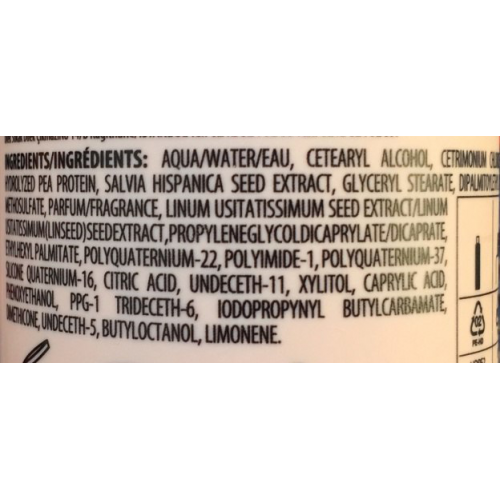 INGREDIENTS/INGRÉDIENTS: AQUA/WATER/EAU, CETEARYL ALCOHOL, CETRIMONIUM
HYDROLYZED PEA PROTEIN, SALVIA HISPANICA SEED EXTRACT, GLYCERYL STEARATE,
METHOSULFATE, PARFUM/FRAGRANCE, LINUM USITATISSIMUM SEED EXTRACT/LINUM
USITATISSIMUM(LINSEED)SEEDEXTRACT,PROPYLENEGLYCOLDICAPRYLATE/DICAPRATE,
ETHYLHEXYL PALMITATE, POLYQUATERNIUM-22, POLYIMIDE-1, POLYQUATERNIUM-37,
SILICONE QUATERNIUM-16, CITRIC ACID, UNDECETH-11, XYLITOL, CAPRYLIC ACID,
PHENOXYETHANOL, PPG-1 TRIDECETH-6, IODOPROPYNYL BUTYLCARBAMATE,
DIMETHICONE, UNDECETH-5, BUTYLOCTANOL, LIMONENE.